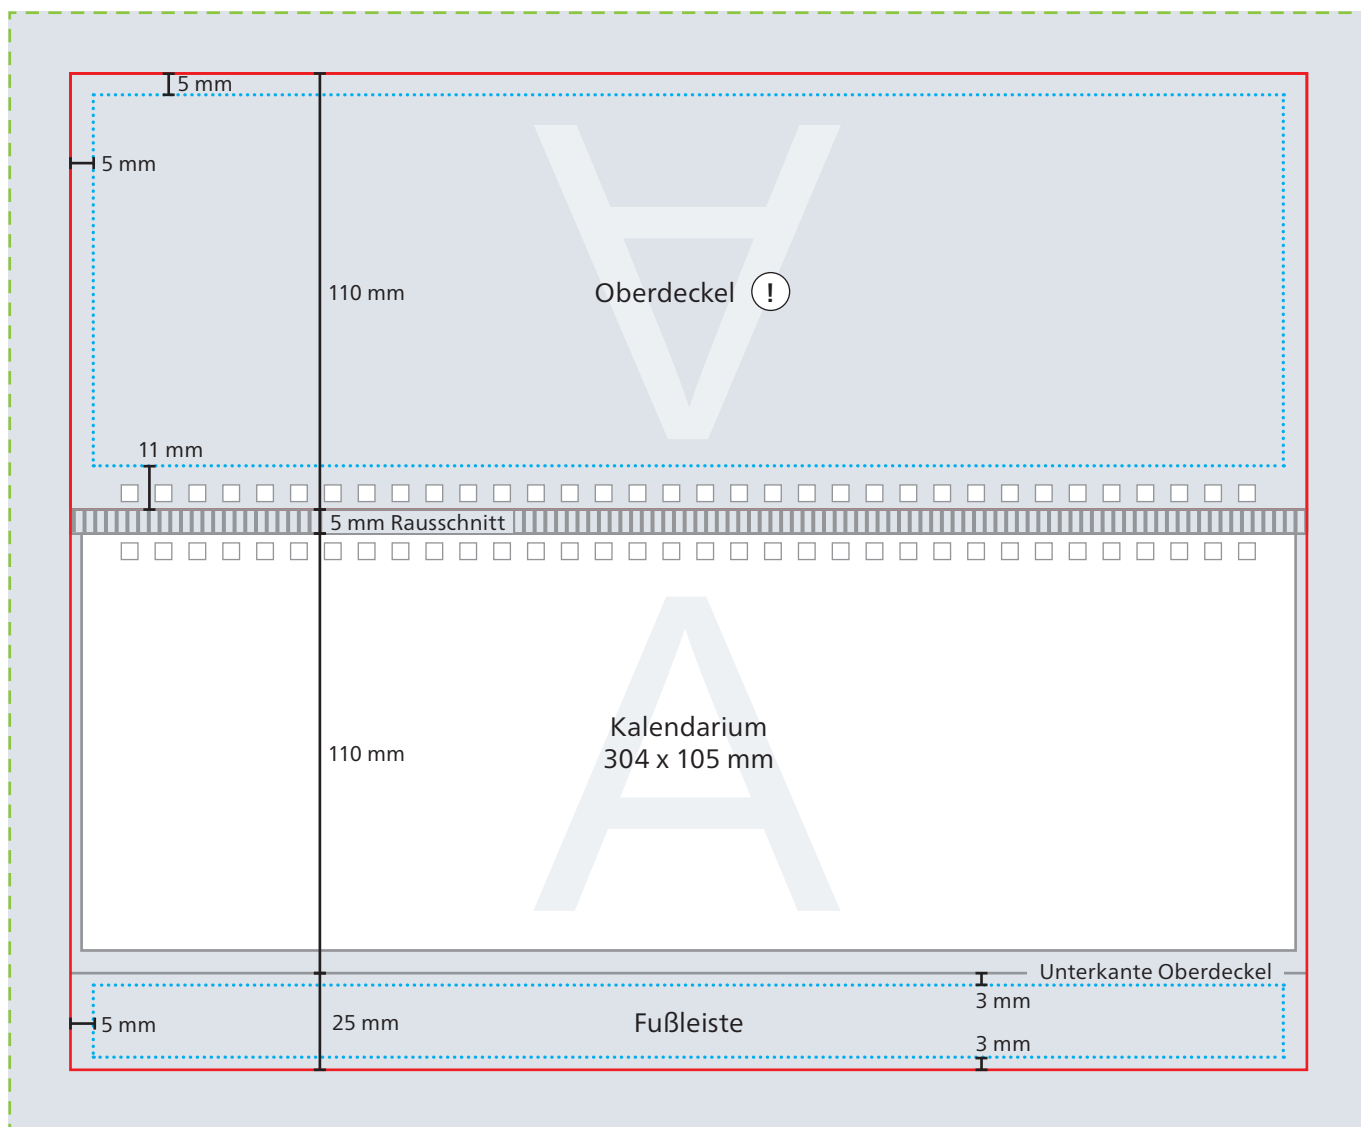 5 mm
5 mm
A
110 mm
Oberdeckel !
11 mm
5 mm Rausschnitt
A
Kalendarium
110 mm
304 x 105 mm
Unterkante Oberdeckel
3 mm
5 mm
25 mm
Fußleiste
3 mm